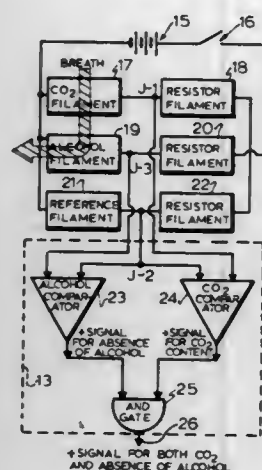 15
16
BREATH
17
J-1
18
CO2
FILAMENT
RESISTOR
FILAMENT
19
20
ALCOHOL
FILAMENT
J-3
RESISTOR
FILAMENT
21
22
REFERENCE
FILAMENT
RESISTOR
FILAMENT
J-2
ALCOHOL
COMPAR-
ATOR
23
24
CO2
COMPAR-
ATOR
+SIGNAL
FOR ABSENCE
OF ALCOHOL
+SIGNAL
FOR CO2
CONTENT
13
25
AND
GATE
26
+SIGNAL FOR BOTH CO2
AND ABSENCE OF ALCOHOL